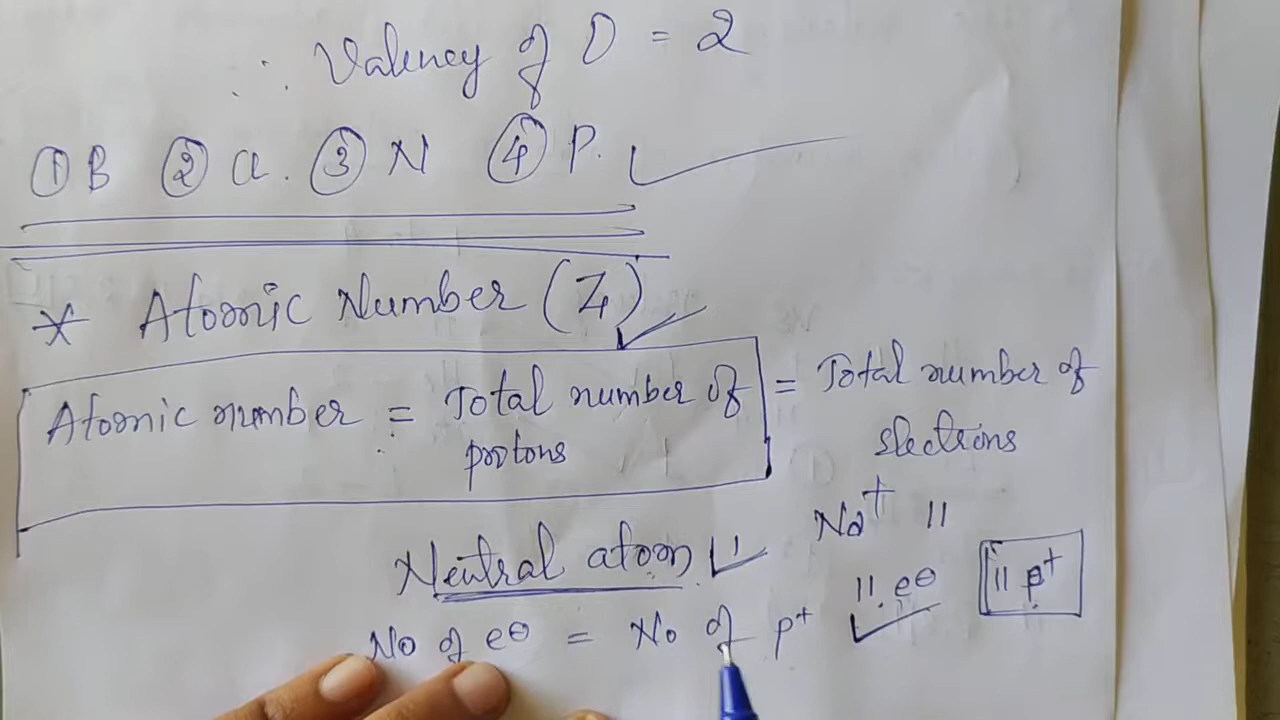 ∴ Valency of O = 2
① B ② Cl. ③ N ④ P.
* Atomic Number (Z)
Atomic number = Total number of protons = Total number of electrons
Neutral atom
Na⁺ 11
11 e⊖ 11 p⁺
No of e⊖ = No of p⁺